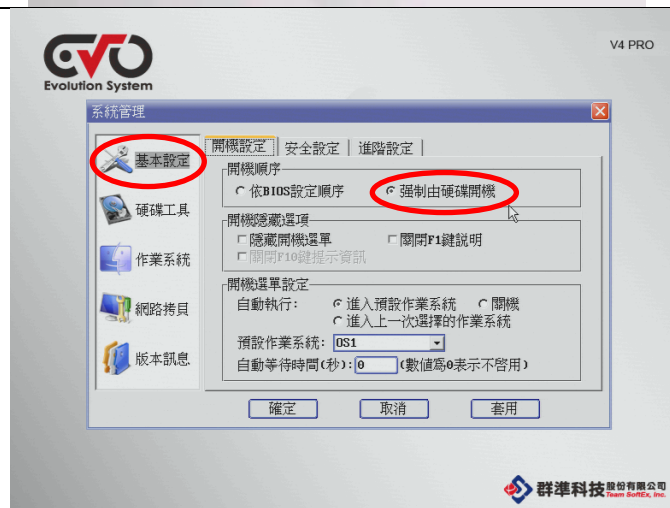 EVO
Evolution System
V4 PRO
系統管理
基本設定
硬碟工具
作業系統
網路拷貝
版本訊息
開機設定 安全設定 進階設定
開機順序
依BIOS設定順序 强制由硬碟開機
開機隱藏選項
隱藏開機選單 關閉F1鍵説明
關閉F10鍵提示資訊
開機選單設定
自動執行: 進入預設作業系統 關機
進入上一次選擇的作業系統
預設作業系統: OS1
自動等待時間(秒): 0 (數值爲0表示不啓用)
確定 取消 套用
群準科技股份有限公司
Team SoftEx, Inc.